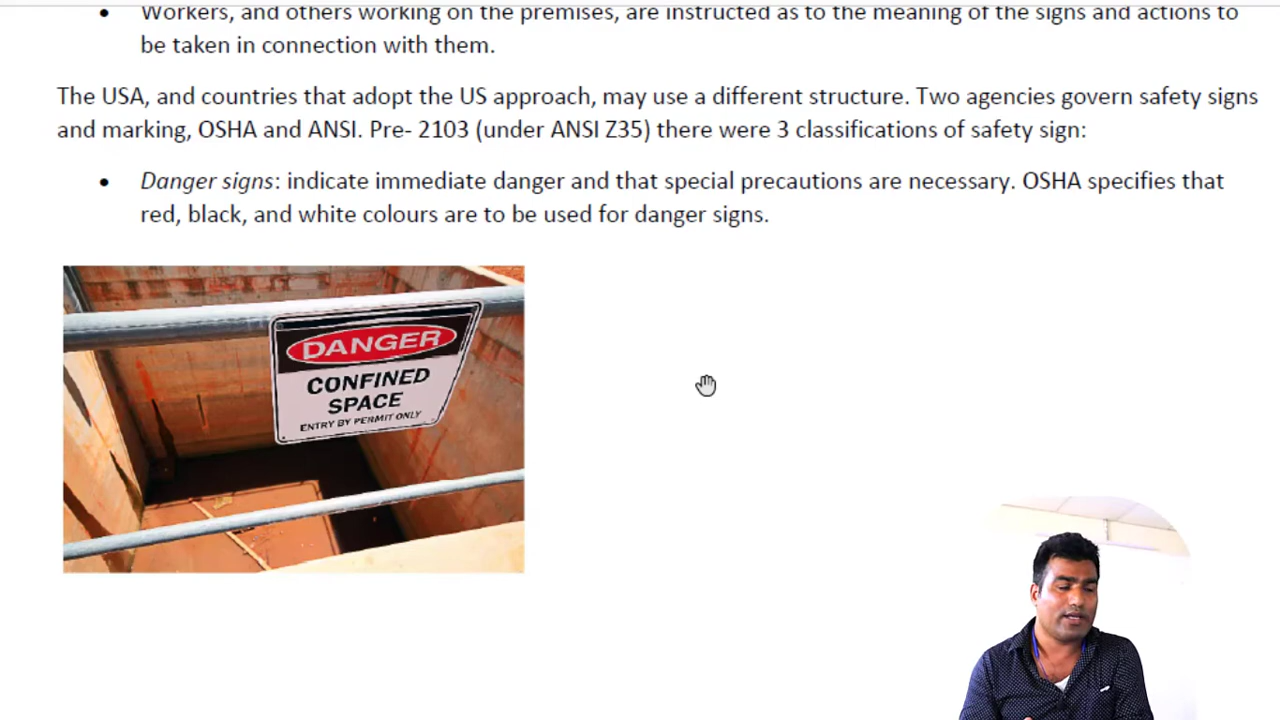 • Workers, and others working on the premises, are instructed as to the meaning of the signs and actions to
be taken in connection with them.
The USA, and countries that adopt the US approach, may use a different structure. Two agencies govern safety signs
and marking, OSHA and ANSI. Pre- 2103 (under ANSI Z35) there were 3 classifications of safety sign:
• Danger signs: indicate immediate danger and that special precautions are necessary. OSHA specifies that
red, black, and white colours are to be used for danger signs.
DANGER
CONFINED
SPACE
ENTRY BY PERMIT ONLY